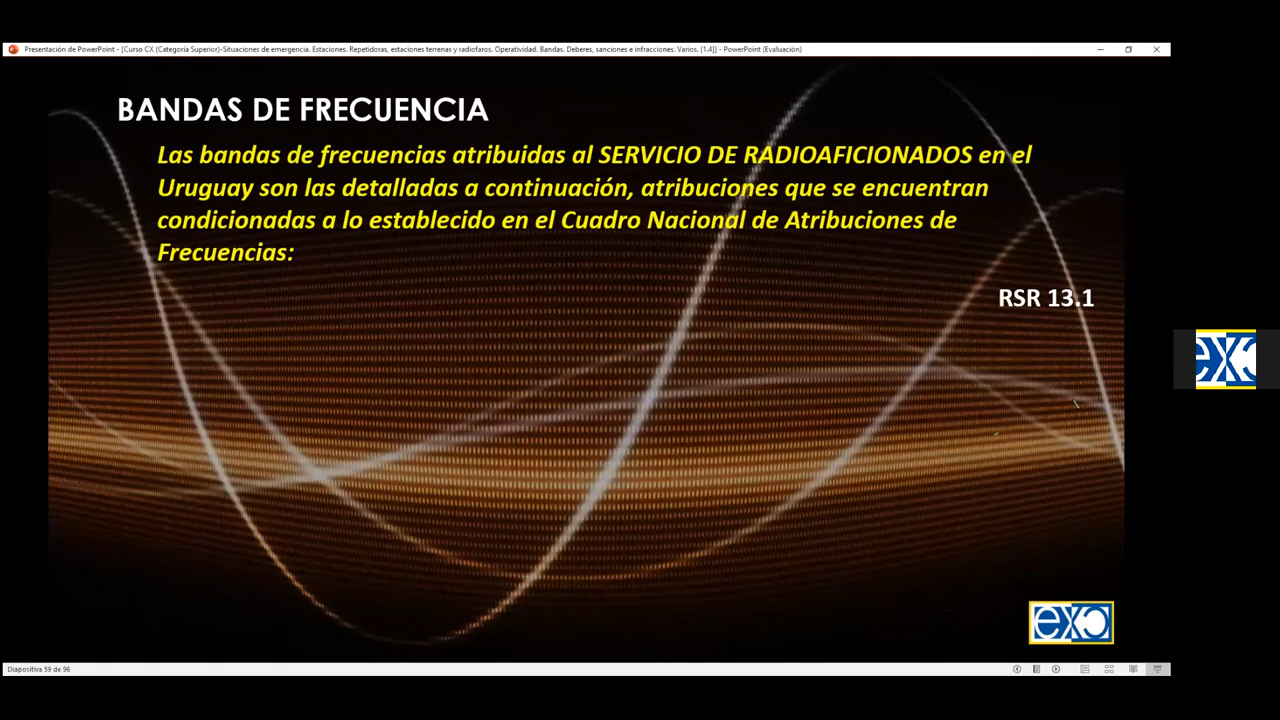 Presentación de PowerPoint - [Curso CX (Categoría Superior)-Situaciones de emergencia. Estaciones. Repetidoras, estaciones terrenas y radiofaros. Operatividad. Bandas. Deberes, sanciones e infracciones. Varios. [1.4]] - PowerPoint (Evaluación)
BANDAS DE FRECUENCIA
Las bandas de frecuencias atribuidas al SERVICIO DE RADIOAFICIONADOS en el
Uruguay son las detalladas a continuación, atribuciones que se encuentran
condicionadas a lo establecido en el Cuadro Nacional de Atribuciones de
Frecuencias:
RSR 13.1
exc
exc
Diapositiva 59 de 96